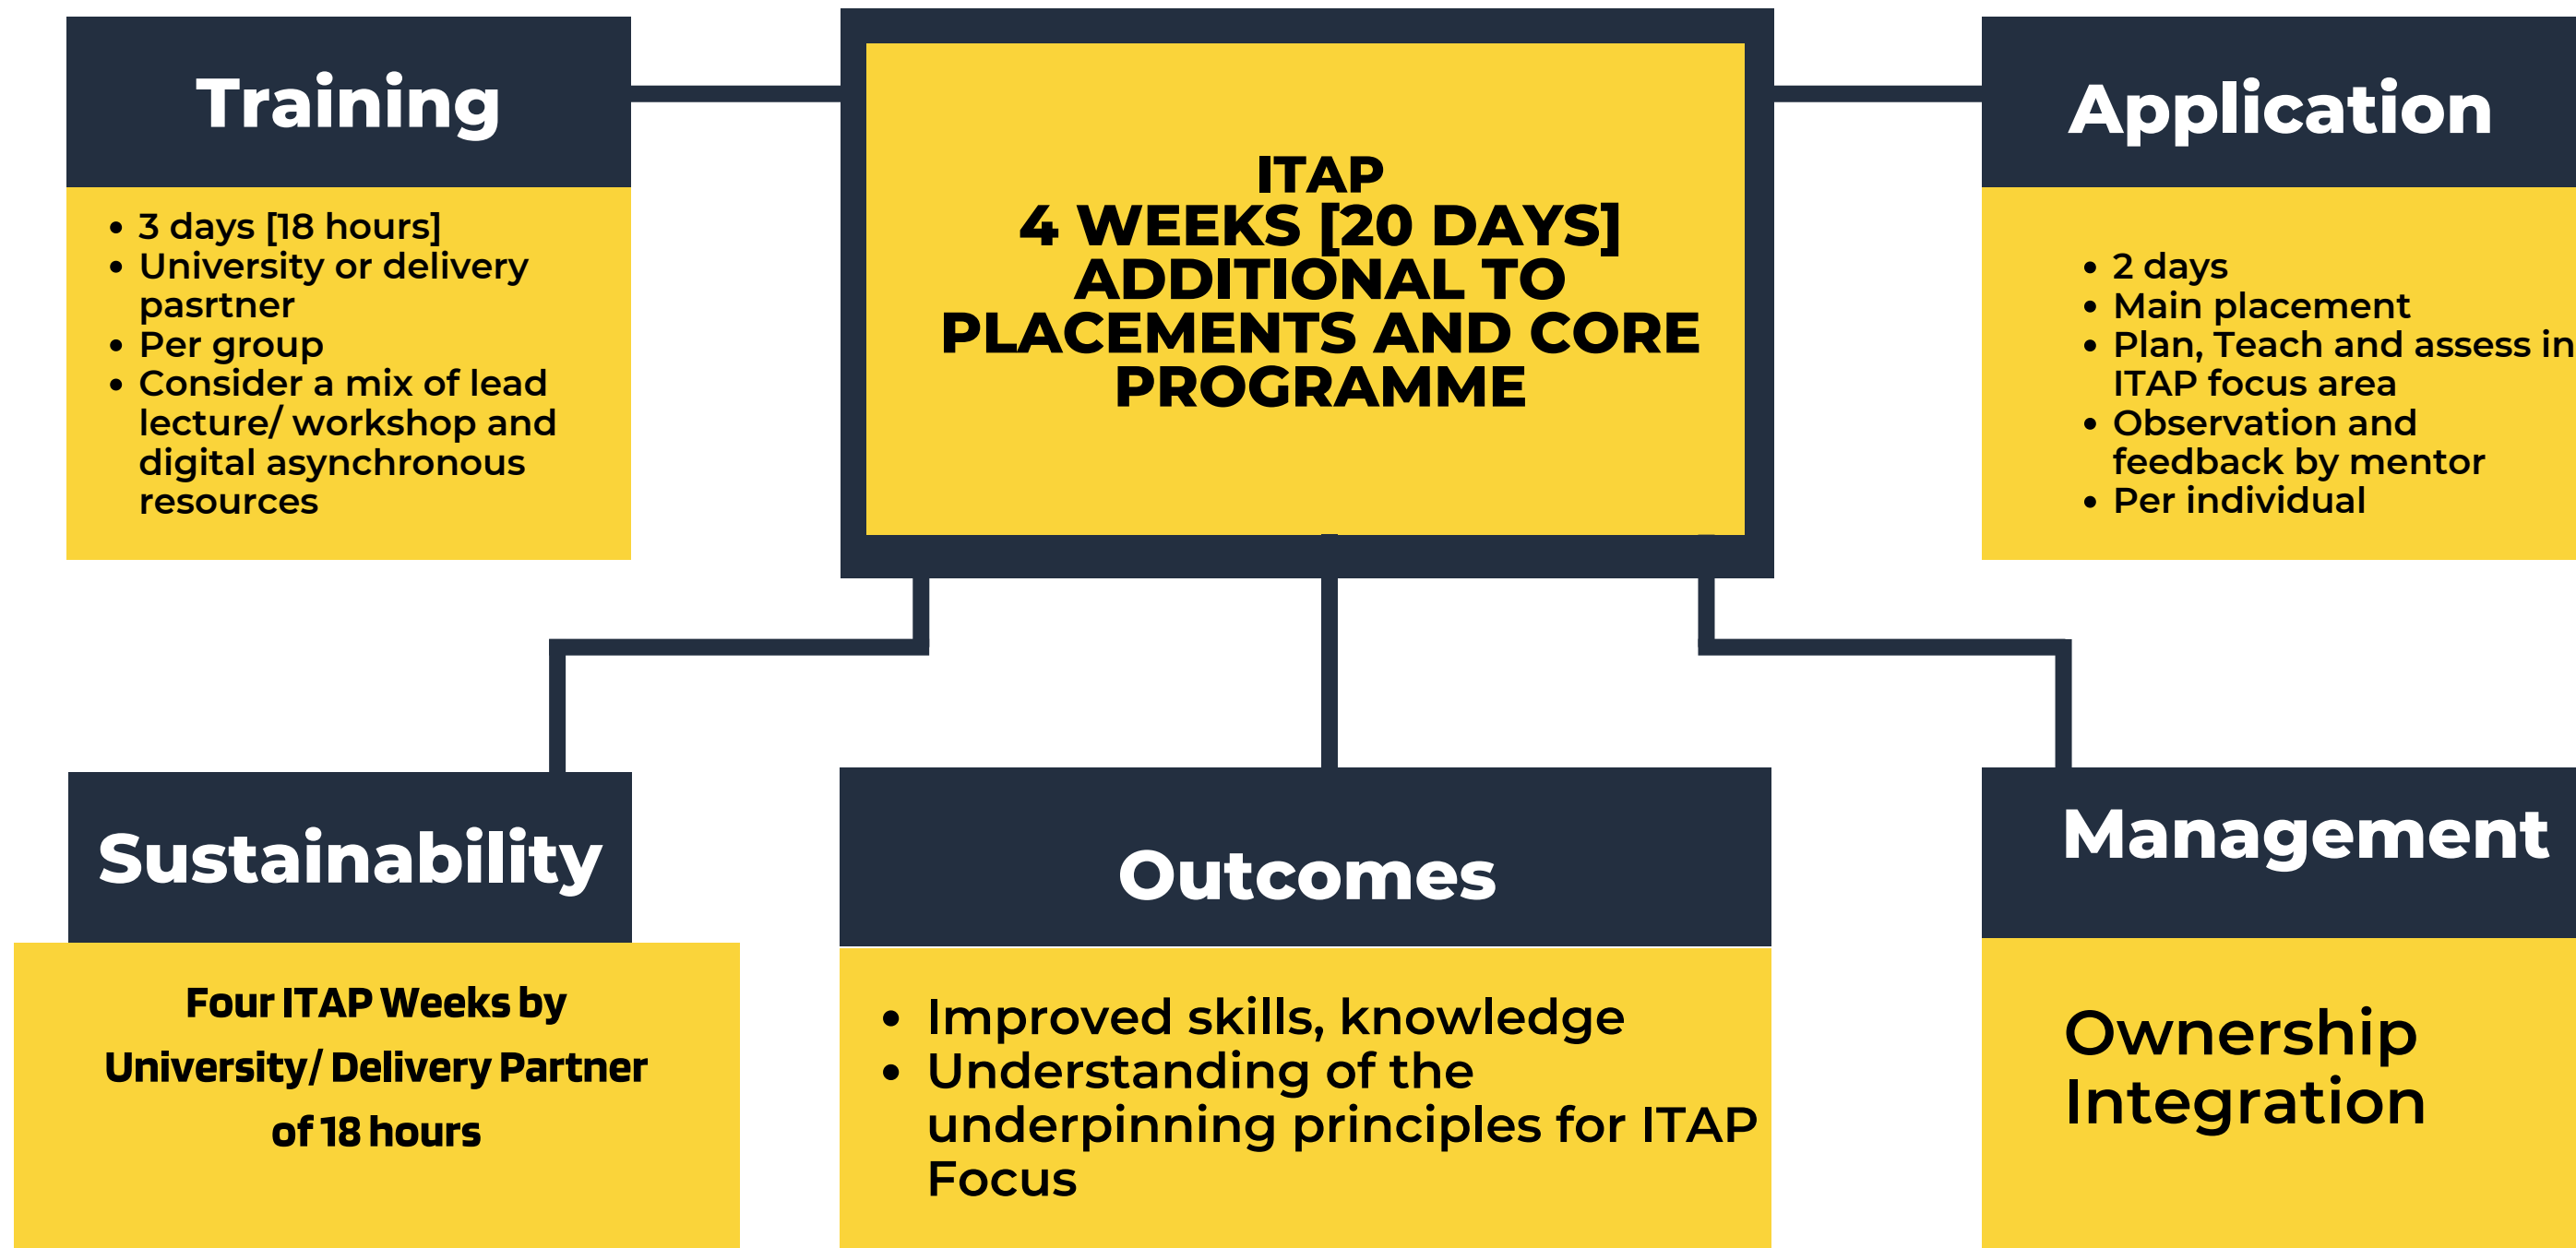 Training
• 3 days [18 hours]
• University or delivery
pasrtner
• Per group
• Consider a mix of lead
lecture/ workshop and
digital asynchronous
resources
ITAP
4 WEEKS [20 DAYS]
ADDITIONAL TO
PLACEMENTS AND CORE
PROGRAMME
Application
• 2 days
• Main placement
• Plan, Teach and assess in
ITAP focus area
• Observation and
feedback by mentor
• Per individual
Sustainability
Four ITAP Weeks by
University/ Delivery Partner
of 18 hours
Outcomes
• Improved skills, knowledge
• Understanding of the
underpinning principles for ITAP
Focus
Management
Ownership
Integration